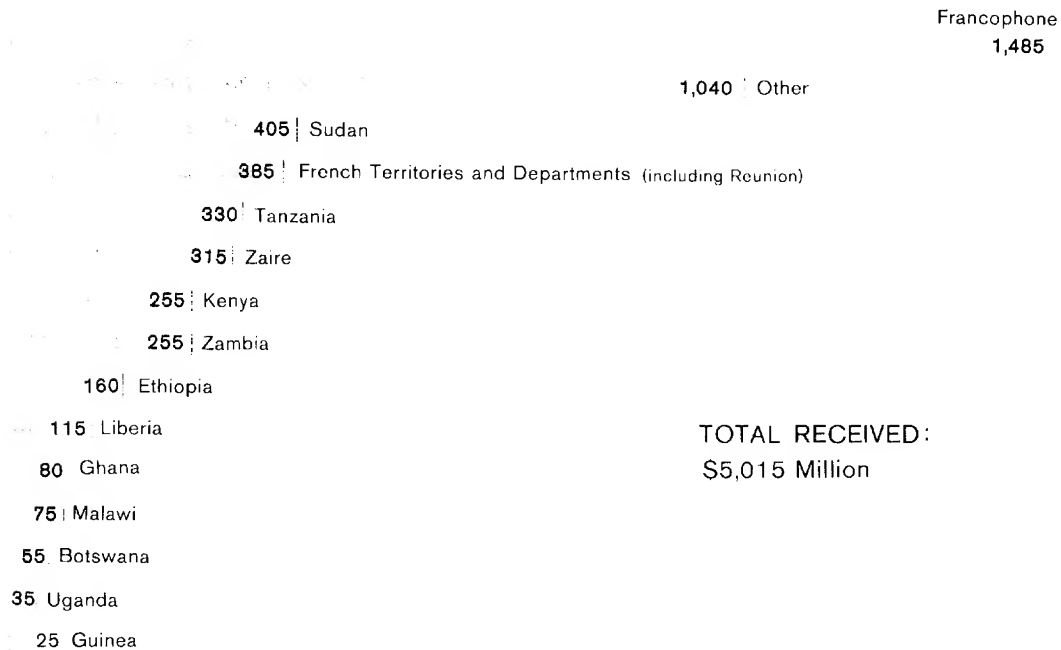 Francophone
1,485
1,040 Other
405 Sudan
385 French Territories and Departments (including Reunion)
330 Tanzania
315 Zaire
255 Kenya
255 Zambia
160 Ethiopia
115 Liberia
80 Ghana
75 Malawi
55 Botswana
35 Uganda
25 Guinea
TOTAL RECEIVED:
$5,015 Million